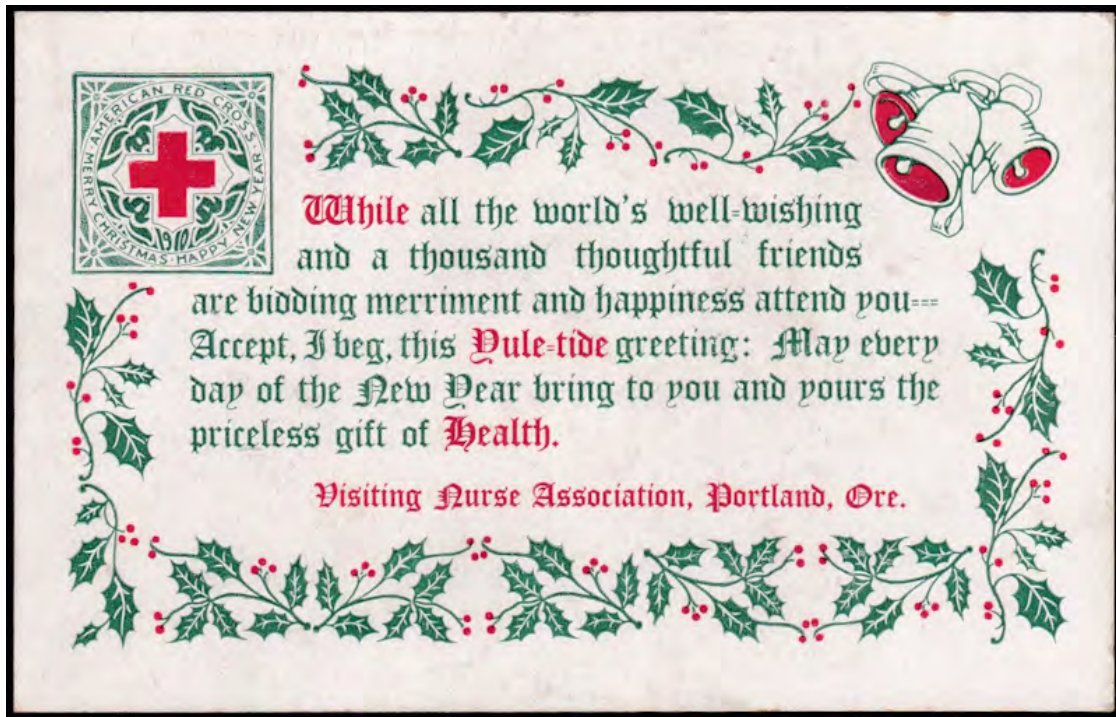 AMERICAN RED CROSS
MERRY CHRISTMAS · HAPPY NEW YEAR
1910
While all the world's well-wishing
and a thousand thoughtful friends
are bidding merriment and happiness attend you---
Accept, I beg, this Yule-tide greeting: May every
day of the New Year bring to you and yours the
priceless gift of Health.
Visiting Nurse Association, Portland, Ore.